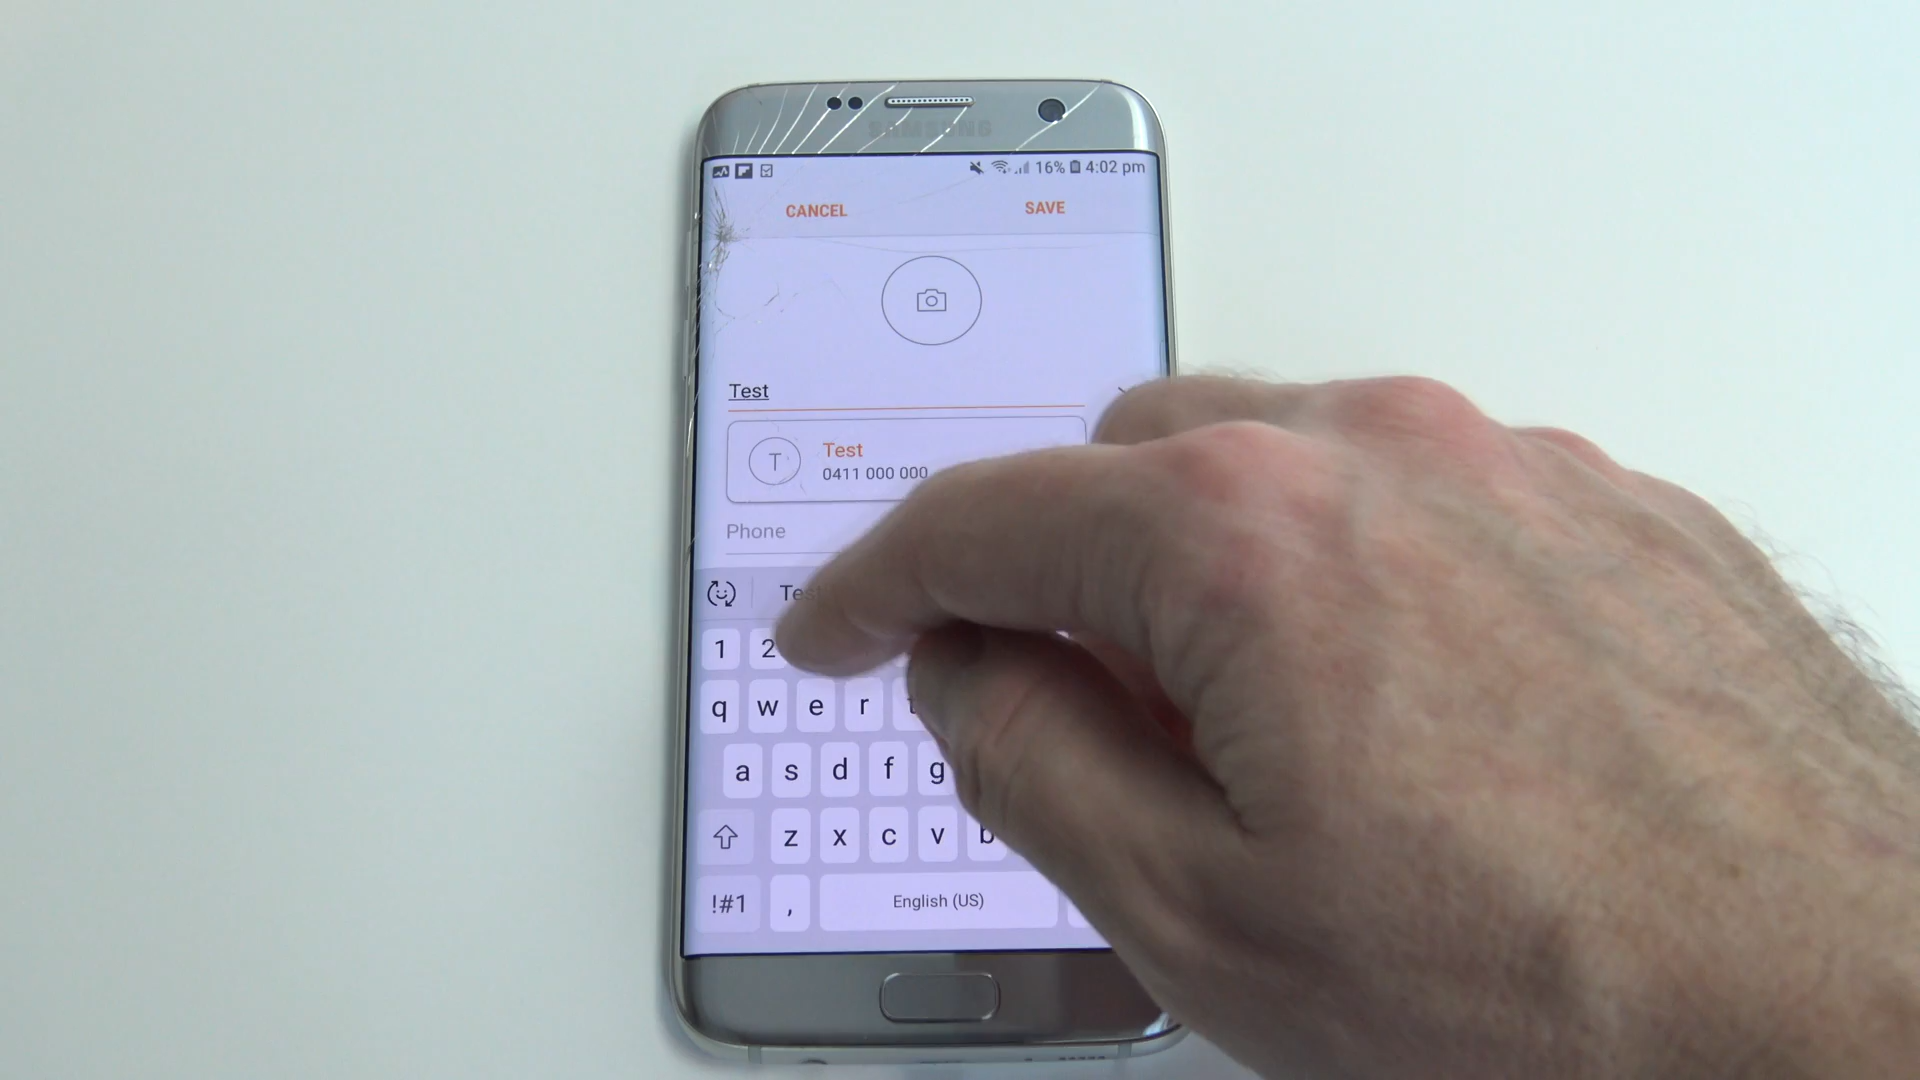 SAMSUNG
16% 4:02 pm
CANCEL SAVE
Test
T Test
0411 000 000
Phone
Test
1 2
q w e r t
a s d f g
z x c v b
!#1 , English (US)